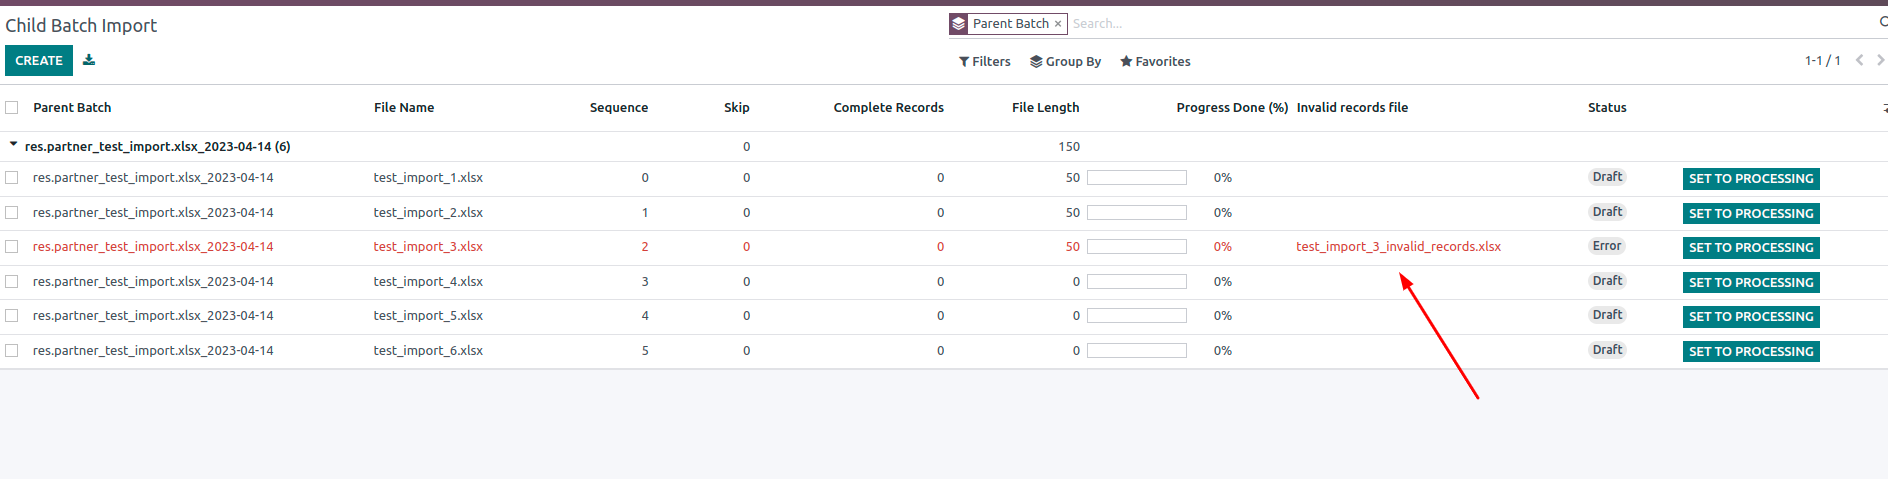 Child Batch Import
Parent Batch × Search...
CREATE
Filters Group By Favorites 1-1 / 1
Parent Batch File Name Sequence Skip Complete Records File Length Progress Done (%) Invalid records file Status
res.partner_test_import.xlsx_2023-04-14 (6) 0 150
res.partner_test_import.xlsx_2023-04-14 test_import_1.xlsx 0 0 0 50 0% Draft SET TO PROCESSING
res.partner_test_import.xlsx_2023-04-14 test_import_2.xlsx 1 0 0 50 0% Draft SET TO PROCESSING
res.partner_test_import.xlsx_2023-04-14 test_import_3.xlsx 2 0 0 50 0% test_import_3_invalid_records.xlsx Error SET TO PROCESSING
res.partner_test_import.xlsx_2023-04-14 test_import_4.xlsx 3 0 0 0 0% Draft SET TO PROCESSING
res.partner_test_import.xlsx_2023-04-14 test_import_5.xlsx 4 0 0 0 0% Draft SET TO PROCESSING
res.partner_test_import.xlsx_2023-04-14 test_import_6.xlsx 5 0 0 0 0% Draft SET TO PROCESSING